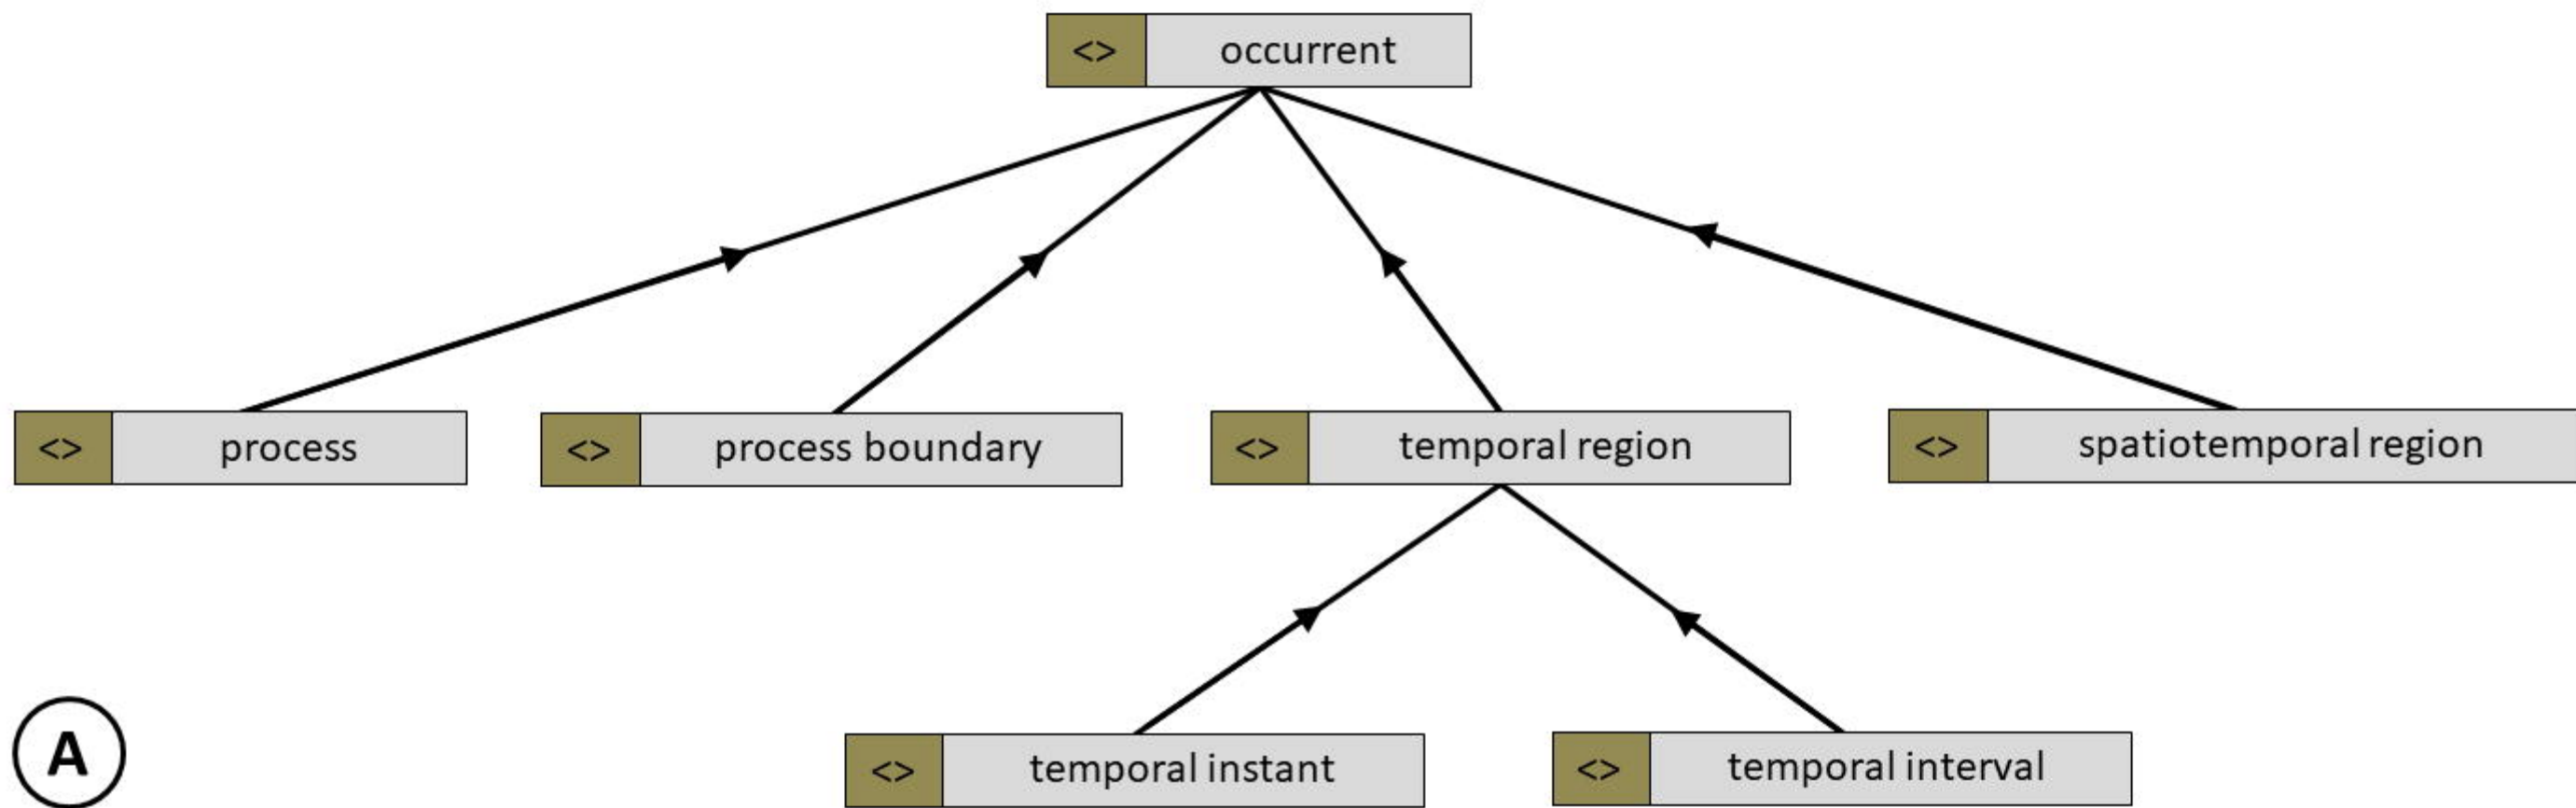 <> occurrent
<> process
<> process boundary
<> temporal region
<> spatiotemporal region
<> temporal instant
<> temporal interval
A